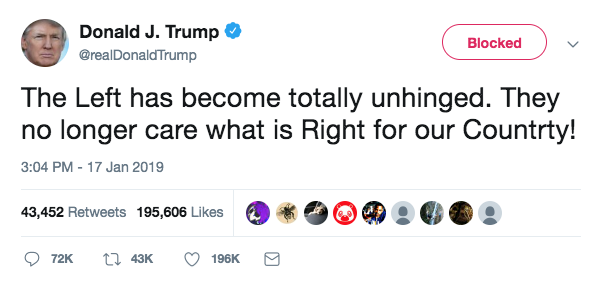 Donald J. Trump
@realDonaldTrump
Blocked
The Left has become totally unhinged. They
no longer care what is Right for our Countrty!
3:04 PM - 17 Jan 2019
43,452 Retweets 195,606 Likes
72K 43K 196K